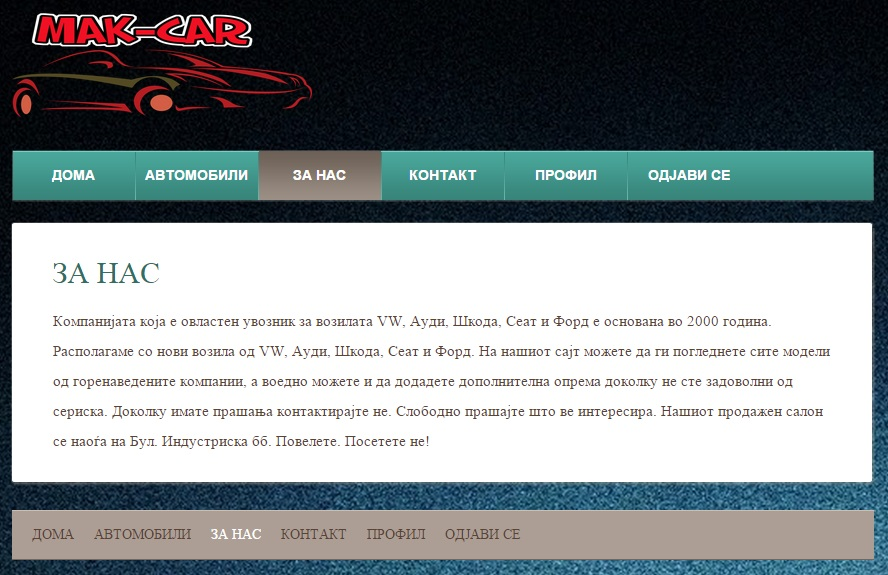 MAK-CAR
ДОМА АВТОМОБИЛИ ЗА НАС КОНТАКТ ПРОФИЛ ОДЈАВИ СЕ
ЗА НАС
Компанијата која е овластен увозник за возилата VW, Ауди, Шкода, Сеат и Форд е основана во 2000 година.
Располагаме со нови возила од VW, Ауди, Шкода, Сеат и Форд. На нашиот сајт можете да ги погледнете сите модели
од горенаведените компании, а воедно можете и да додадете дополнителна опрема доколку не сте задоволни од
сериска. Доколку имате прашања контактирајте не. Слободно прашајте што ве интересира. Нашиот продажен салон
се наоѓа на Бул. Индустриска бб. Повелете. Посетете не!
ДОМА АВТОМОБИЛИ ЗА НАС КОНТАКТ ПРОФИЛ ОДЈАВИ СЕ